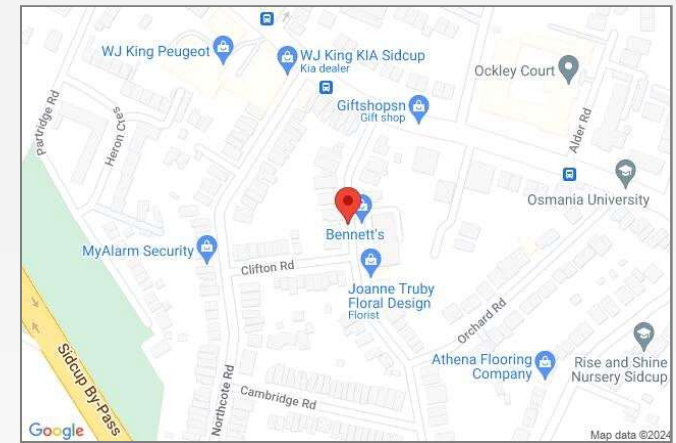 WJ King Peugeot
WJ King KIA Sidcup
Kia dealer
Ockley Court
Giftshopsn
Gift shop
Partridge Rd
Heron Cres
Alder Rd
Osmania University
Bennett's
MyAlarm Security
Clifton Rd
Joanne Truby
Floral Design
Florist
Orchard Rd
Sidcup By-Pass
Northcote Rd
Cambridge Rd
Athena Flooring
Company
Rise and Shine
Nursery Sidcup
Google
Map data ©2024